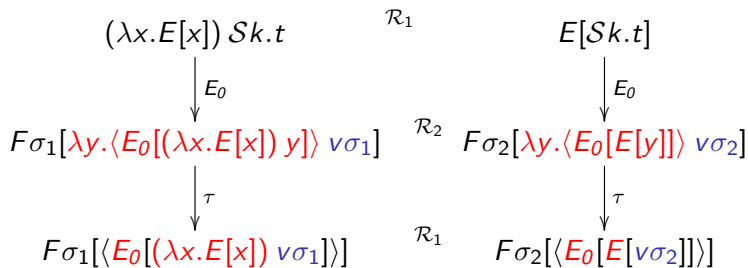 (λx.E[x]) 𝒮k.t ℛ₁ E[𝒮k.t]
E₀ E₀
Fσ₁[λy.⟨E₀[(λx.E[x]) y]⟩ vσ₁] ℛ₂ Fσ₂[λy.⟨E₀[E[y]]⟩ vσ₂]
τ τ
Fσ₁[⟨E₀[(λx.E[x]) vσ₁]⟩] ℛ₁ Fσ₂[⟨E₀[E[vσ₂]]⟩]